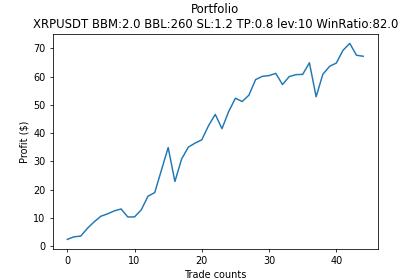 Portfolio
XRPUSDT BBM:2.0 BBL:260 SL:1.2 TP:0.8 lev:10 WinRatio:82.0
70
60
50
40
30
20
10
0
Profit ($)
0 10 20 30 40
Trade counts